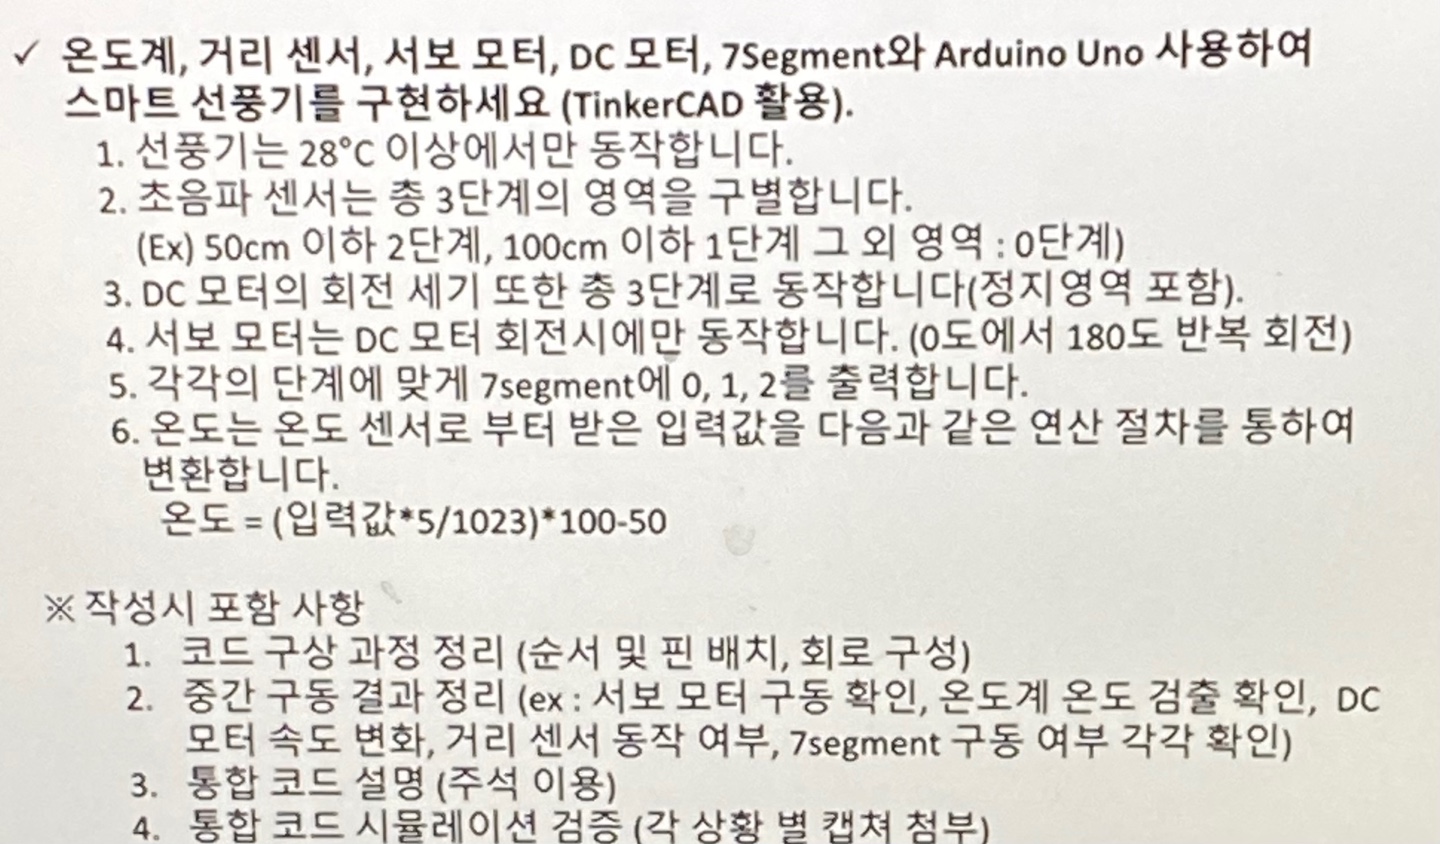 ✓ 온도계, 거리 센서, 서보 모터, DC 모터, 7Segment와 Arduino Uno 사용하여
스마트 선풍기를 구현하세요 (TinkerCAD 활용).
1. 선풍기는 28°C 이상에서만 동작합니다.
2. 초음파 센서는 총 3단계의 영역을 구별합니다.
(Ex) 50cm 이하 2단계, 100cm 이하 1단계 그 외 영역 : 0단계)
3. DC 모터의 회전 세기 또한 총 3단계로 동작합니다(정지영역 포함).
4. 서보 모터는 DC 모터 회전시에만 동작합니다. (0도에서 180도 반복 회전)
5. 각각의 단계에 맞게 7segment에 0, 1, 2를 출력합니다.
6. 온도는 온도 센서로 부터 받은 입력값을 다음과 같은 연산 절차를 통하여
변환합니다.
온도 = (입력값*5/1023)*100-50
※ 작성시 포함 사항
1. 코드 구상 과정 정리 (순서 및 핀 배치, 회로 구성)
2. 중간 구동 결과 정리 (ex : 서보 모터 구동 확인, 온도계 온도 검출 확인, DC
모터 속도 변화, 거리 센서 동작 여부, 7segment 구동 여부 각각 확인)
3. 통합 코드 설명 (주석 이용)
4. 통합 코드 시뮬레이션 검증 (각 상황 별 캡쳐 첨부)